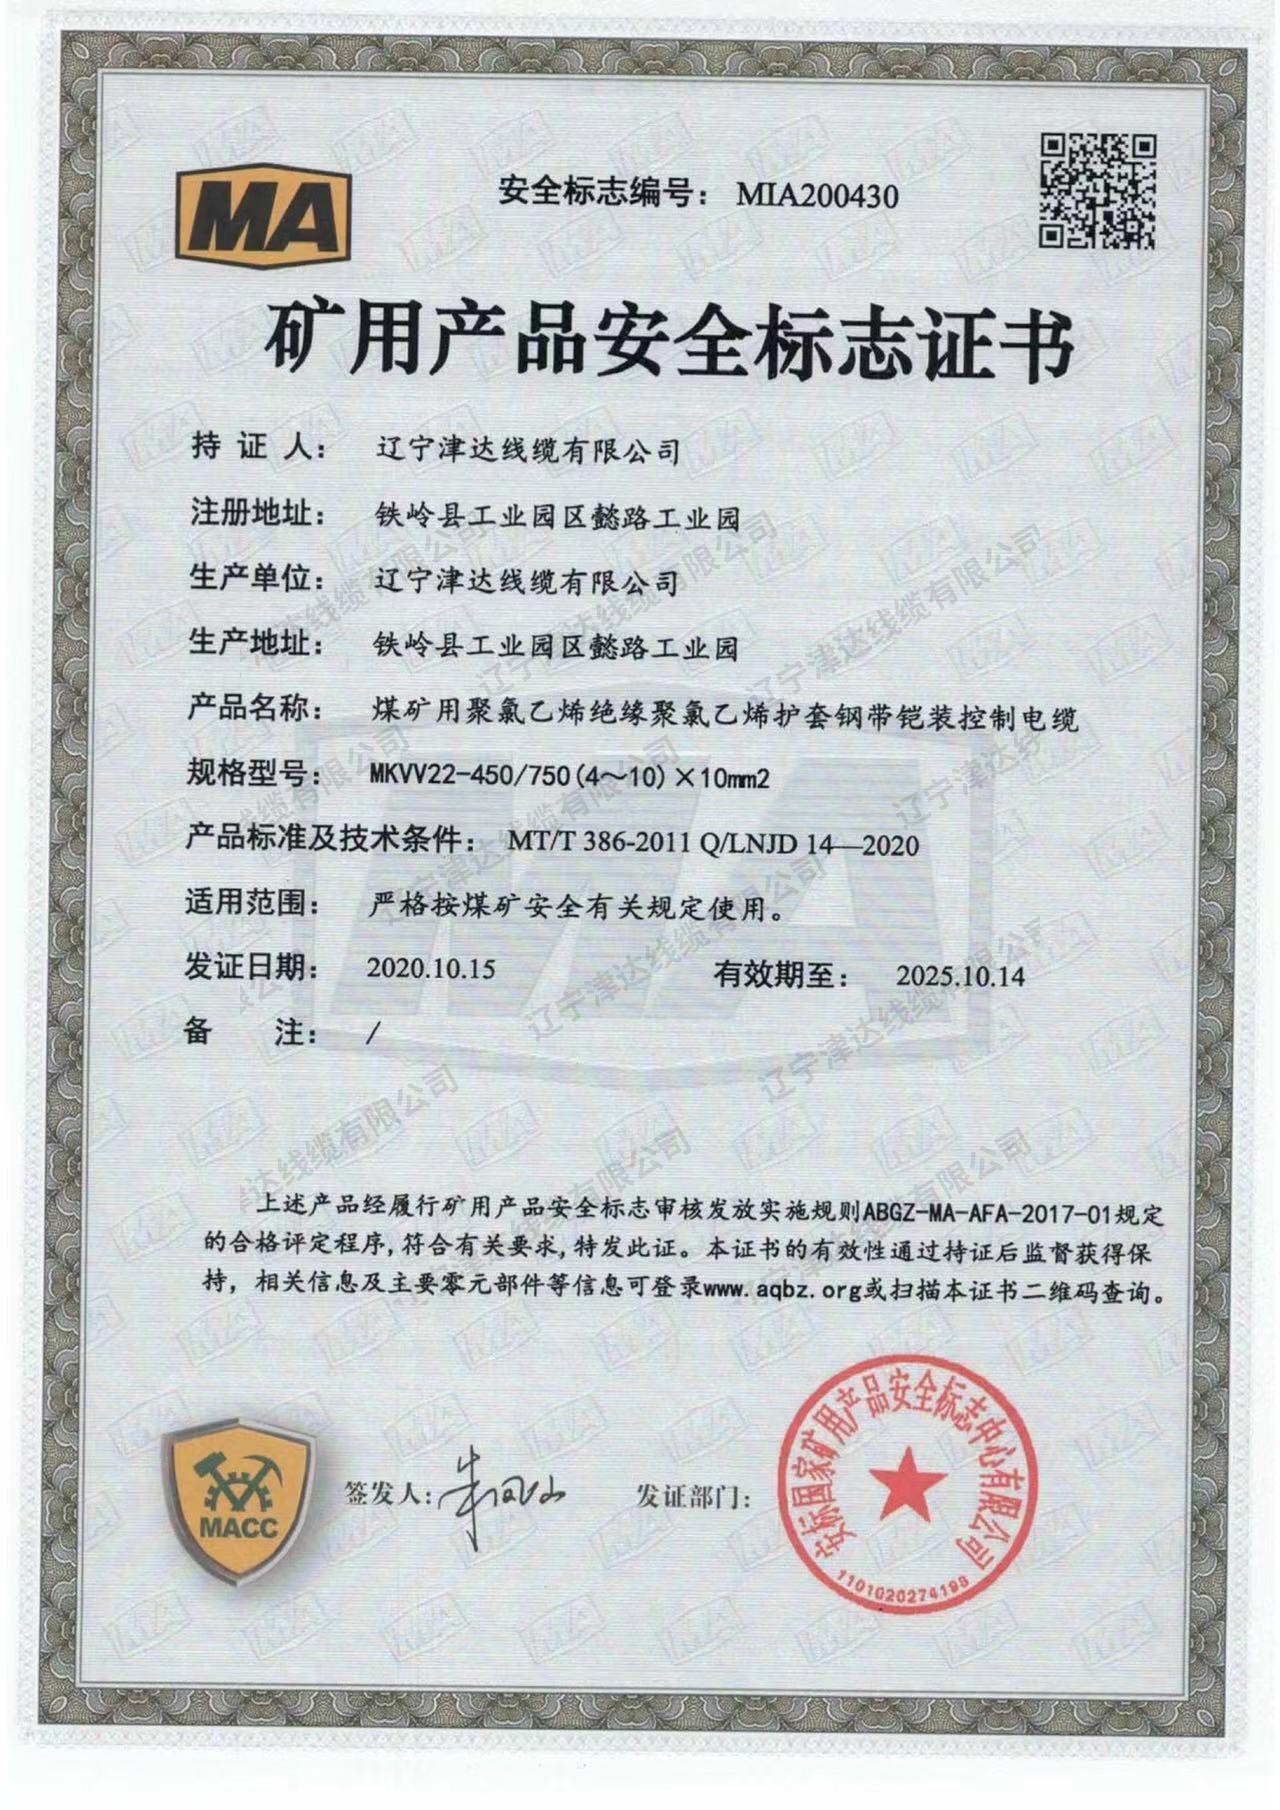 MA
安全标志编号： MIA200430
矿用产品安全标志证书
持 证 人： 辽宁津达线缆有限公司
注册地址： 铁岭县工业园区懿路工业园
生产单位： 辽宁津达线缆有限公司
生产地址： 铁岭县工业园区懿路工业园
产品名称： 煤矿用聚氯乙烯绝缘聚氯乙烯护套钢带铠装控制电缆
规格型号： MKVV22-450/750(4～10)×10mm2
产品标准及技术条件： MT/T 386-2011 Q/LNJD 14—2020
适用范围： 严格按煤矿安全有关规定使用。
发证日期： 2020.10.15 有效期至： 2025.10.14
备 注： /
上述产品经履行矿用产品安全标志审核发放实施规则ABGZ-MA-AFA-2017-01规定
的合格评定程序,符合有关要求,特发此证。本证书的有效性通过持证后监督获得保
持，相关信息及主要零元部件等信息可登录www.aqbz.org或扫描本证书二维码查询。
MACC
签发人: 发证部门:
安标国家矿用产品安全标志中心有限公司
1101020274198
辽宁津达线缆有限公司